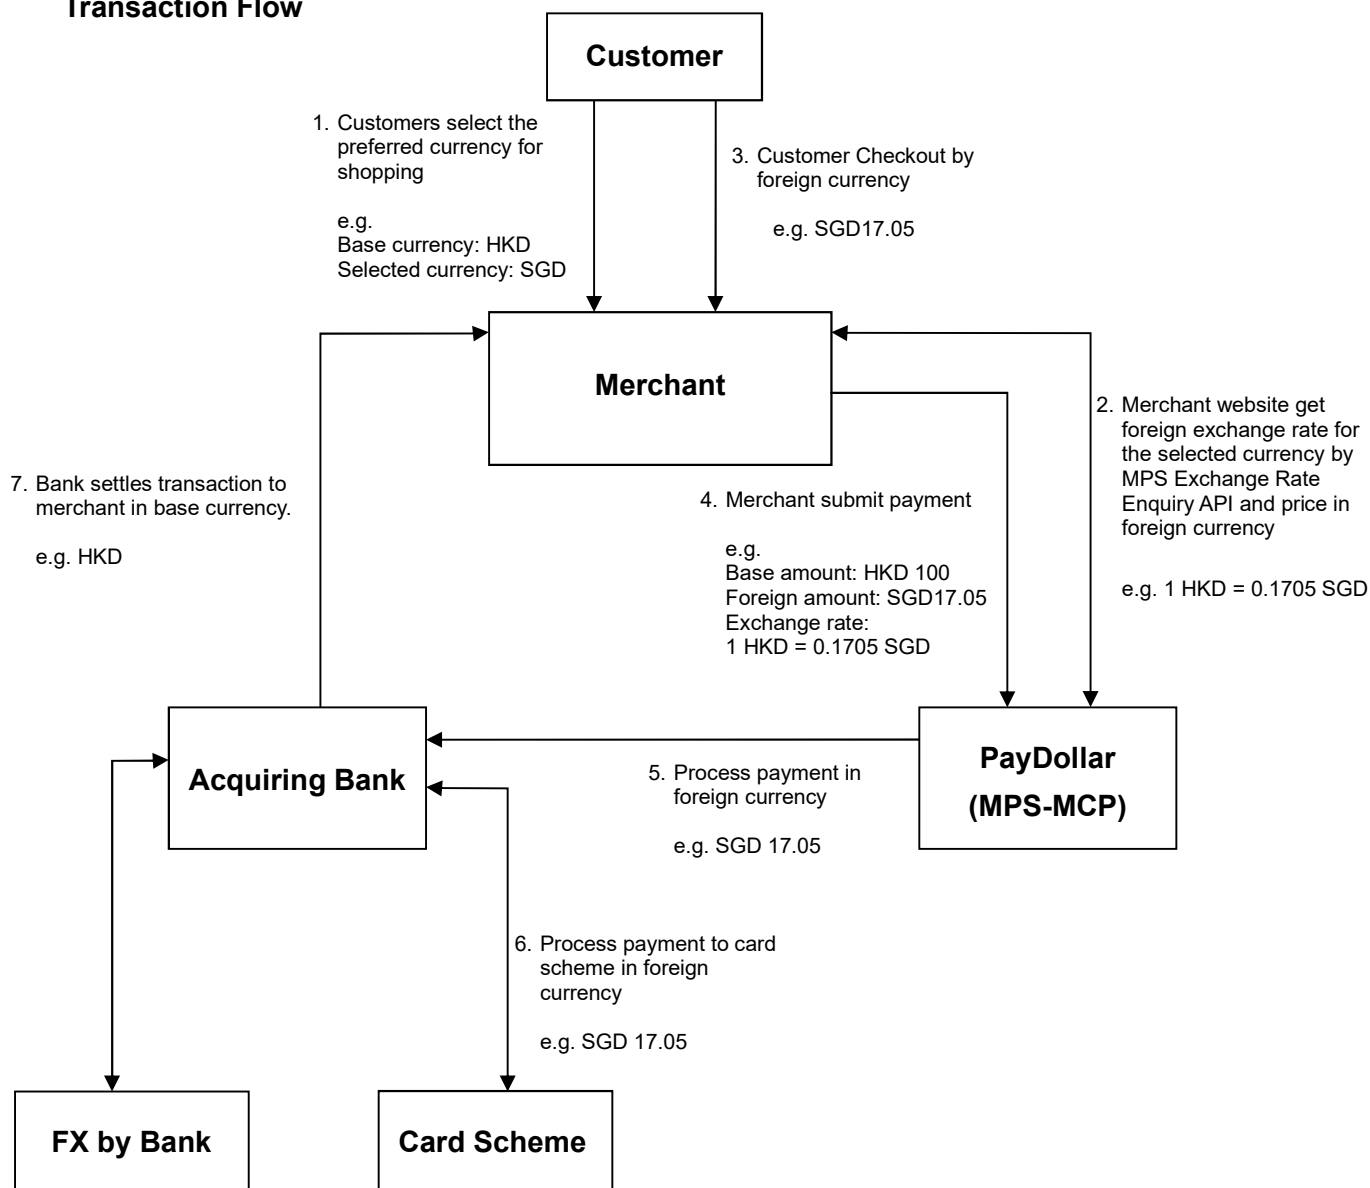 Transaction Flow
Customer
1. Customers select the
preferred currency for
shopping
e.g.
Base currency: HKD
Selected currency: SGD
3. Customer Checkout by
foreign currency
e.g. SGD17.05
Merchant
2. Merchant website get
foreign exchange rate for
the selected currency by
MPS Exchange Rate
Enquiry API and price in
foreign currency
e.g. 1 HKD = 0.1705 SGD
7. Bank settles transaction to
merchant in base currency.
e.g. HKD
4. Merchant submit payment
e.g.
Base amount: HKD 100
Foreign amount: SGD17.05
Exchange rate:
1 HKD = 0.1705 SGD
Acquiring Bank
PayDollar
(MPS-MCP)
5. Process payment in
foreign currency
e.g. SGD 17.05
6. Process payment to card
scheme in foreign
currency
e.g. SGD 17.05
FX by Bank
Card Scheme